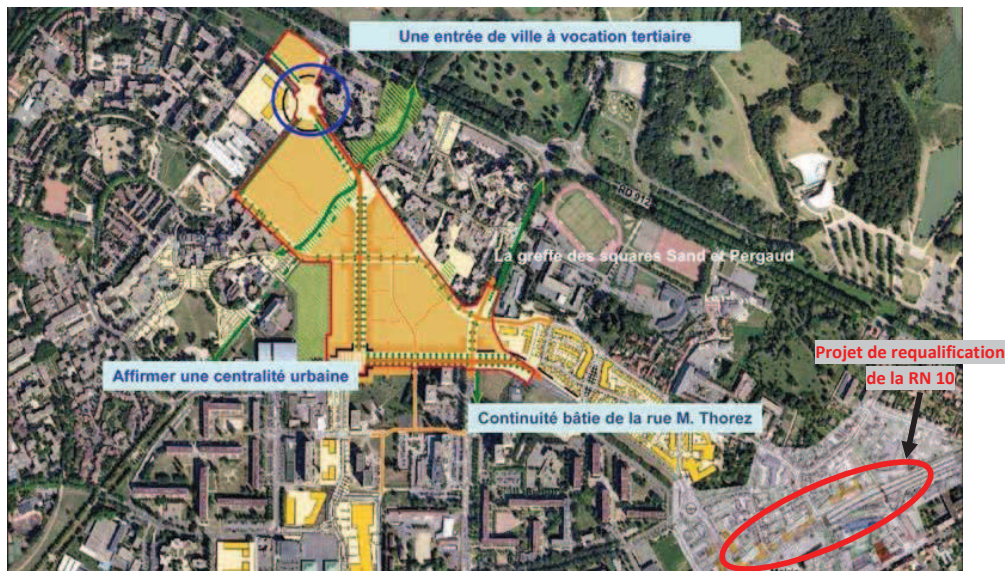 Une entrée de ville à vocation tertiaire
RD 912
La greffe des squares Sand et Pergaud
Projet de requalification
de la RN 10
Affirmer une centralité urbaine
Continuité bâtie de la rue M. Thorez